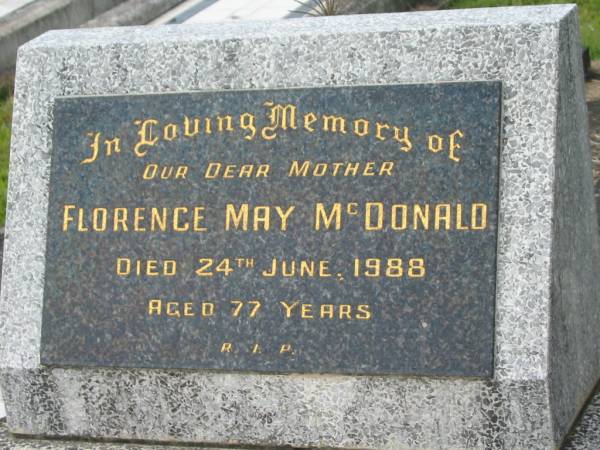 In Loving Memory of
OUR DEAR MOTHER
FLORENCE MAY McDONALD
DIED 24TH JUNE, 1988
AGED 77 YEARS
R. I. P.